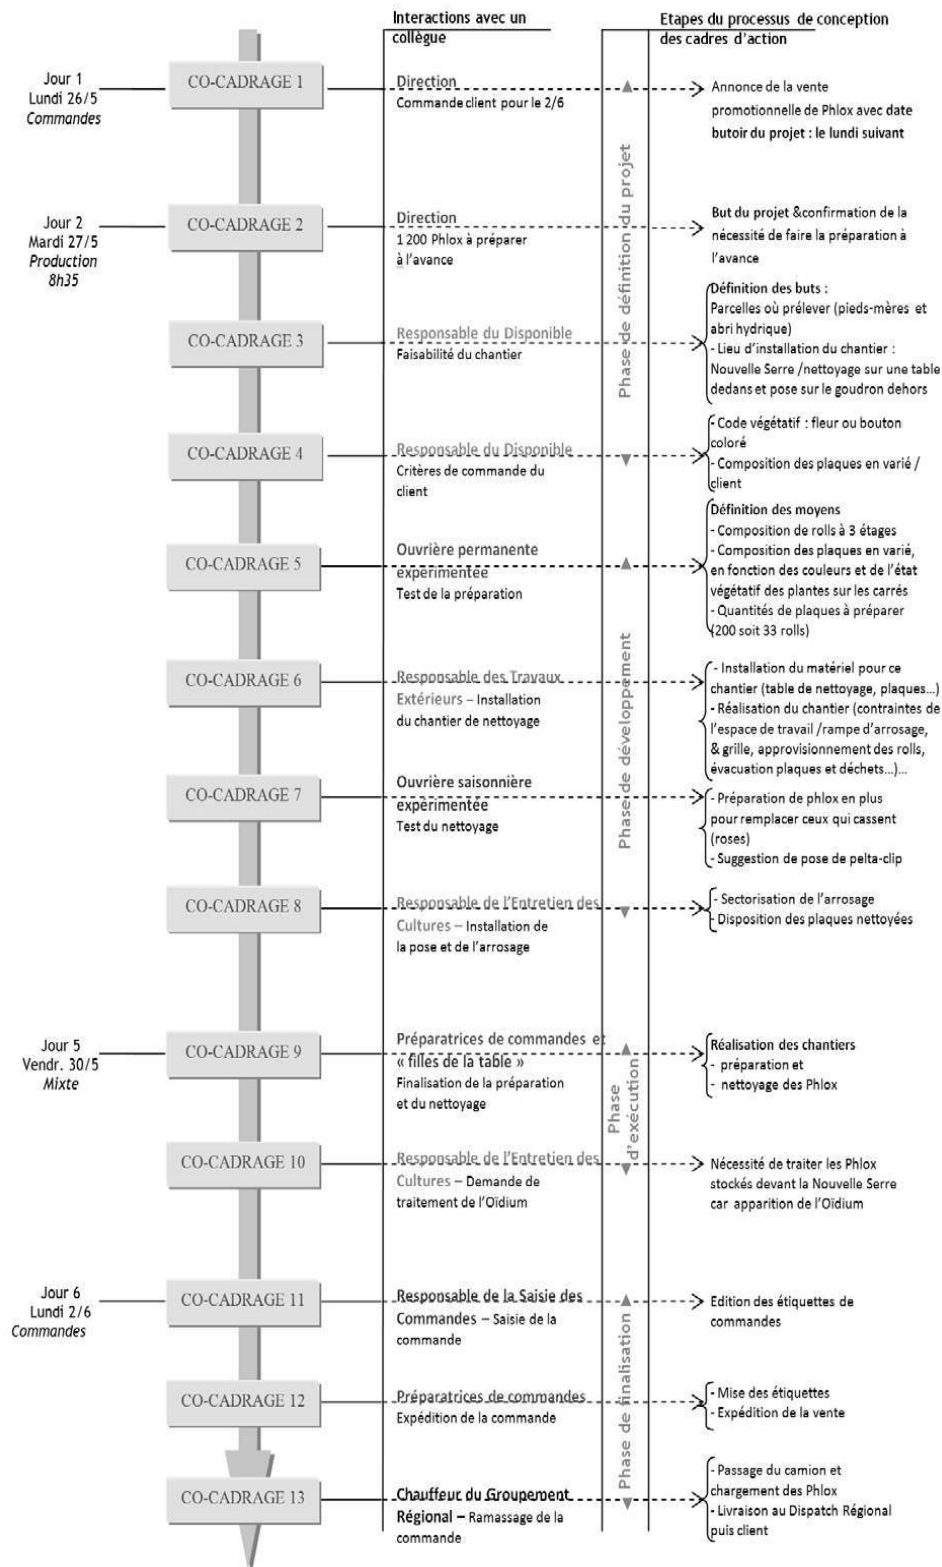 Interactions avec un
collègue
Etapes du processus de conception
des cadres d'action
Jour 1
Lundi 26/5
Commandes
CO-CADRAGE 1
Direction
Commande client pour le 2/6
Annonce de la vente
promotionnelle de Phlox avec date
butoir du projet : le lundi suivant
Phase de définition du projet
Jour 2
Mardi 27/5
Production
8h35
CO-CADRAGE 2
Direction
1 200 Phlox à préparer
à l'avance
But du projet &confirmation de la
nécessité de faire la préparation à
l'avance
CO-CADRAGE 3
Responsable du Disponible
Faisabilité du chantier
Définition des buts :
Parcelles où prélever (pieds-mères et
abri hydrique)
- Lieu d'installation du chantier :
Nouvelle Serre /nettoyage sur une table
dedans et pose sur le goudron dehors
CO-CADRAGE 4
Responsable du Disponible
Critères de commande du
client
- Code végétatif : fleur ou bouton
coloré
- Composition des plaques en varié /
client
CO-CADRAGE 5
Ouvrière permanente
expérimentée
Test de la préparation
Définition des moyens
- Composition de rolls à 3 étages
- Composition des plaques en varié,
en fonction des couleurs et de l'état
végétatif des plantes sur les carrés
- Quantités de plaques à préparer
(200 soit 33 rolls)
Phase de développement
CO-CADRAGE 6
Responsable des Travaux
Extérieurs – Installation
du chantier de nettoyage
- Installation du matériel pour ce
chantier (table de nettoyage, plaques...)
- Réalisation du chantier (contraintes de
l'espace de travail /rampe d'arrosage,
& grille, approvisionnement des rolls,
évacuation plaques et déchets...)...
CO-CADRAGE 7
Ouvrière saisonnière
expérimentée
Test du nettoyage
- Préparation de phlox en plus
pour remplacer ceux qui cassent
(roses)
- Suggestion de pose de pelta-clip
CO-CADRAGE 8
Responsable de l'Entretien des
Cultures – Installation de
la pose et de l'arrosage
- Sectorisation de l'arrosage
- Disposition des plaques nettoyées
Jour 5
Vendr. 30/5
Mixte
CO-CADRAGE 9
Préparatrices de commandes et
« filles de la table »
Finalisation de la préparation
et du nettoyage
Réalisation des chantiers
- préparation et
- nettoyage des Phlox
Phase
d'exécution
CO-CADRAGE 10
Responsable de l'Entretien des
Cultures – Demande de
traitement de l'Oïdium
Nécessité de traiter les Phlox
stockés devant la Nouvelle Serre
car apparition de l'Oïdium
Jour 6
Lundi 2/6
Commandes
CO-CADRAGE 11
Responsable de la Saisie des
Commandes – Saisie de la
commande
Edition des étiquettes de
commandes
Phase de finalisation
CO-CADRAGE 12
Préparatrices de commandes
Expédition de la commande
- Mise des étiquettes
- Expédition de la vente
CO-CADRAGE 13
Chauffeur du Groupement
Régional – Ramassage de la
commande
- Passage du camion et
chargement des Phlox
- Livraison au Dispatch Régional
puis client